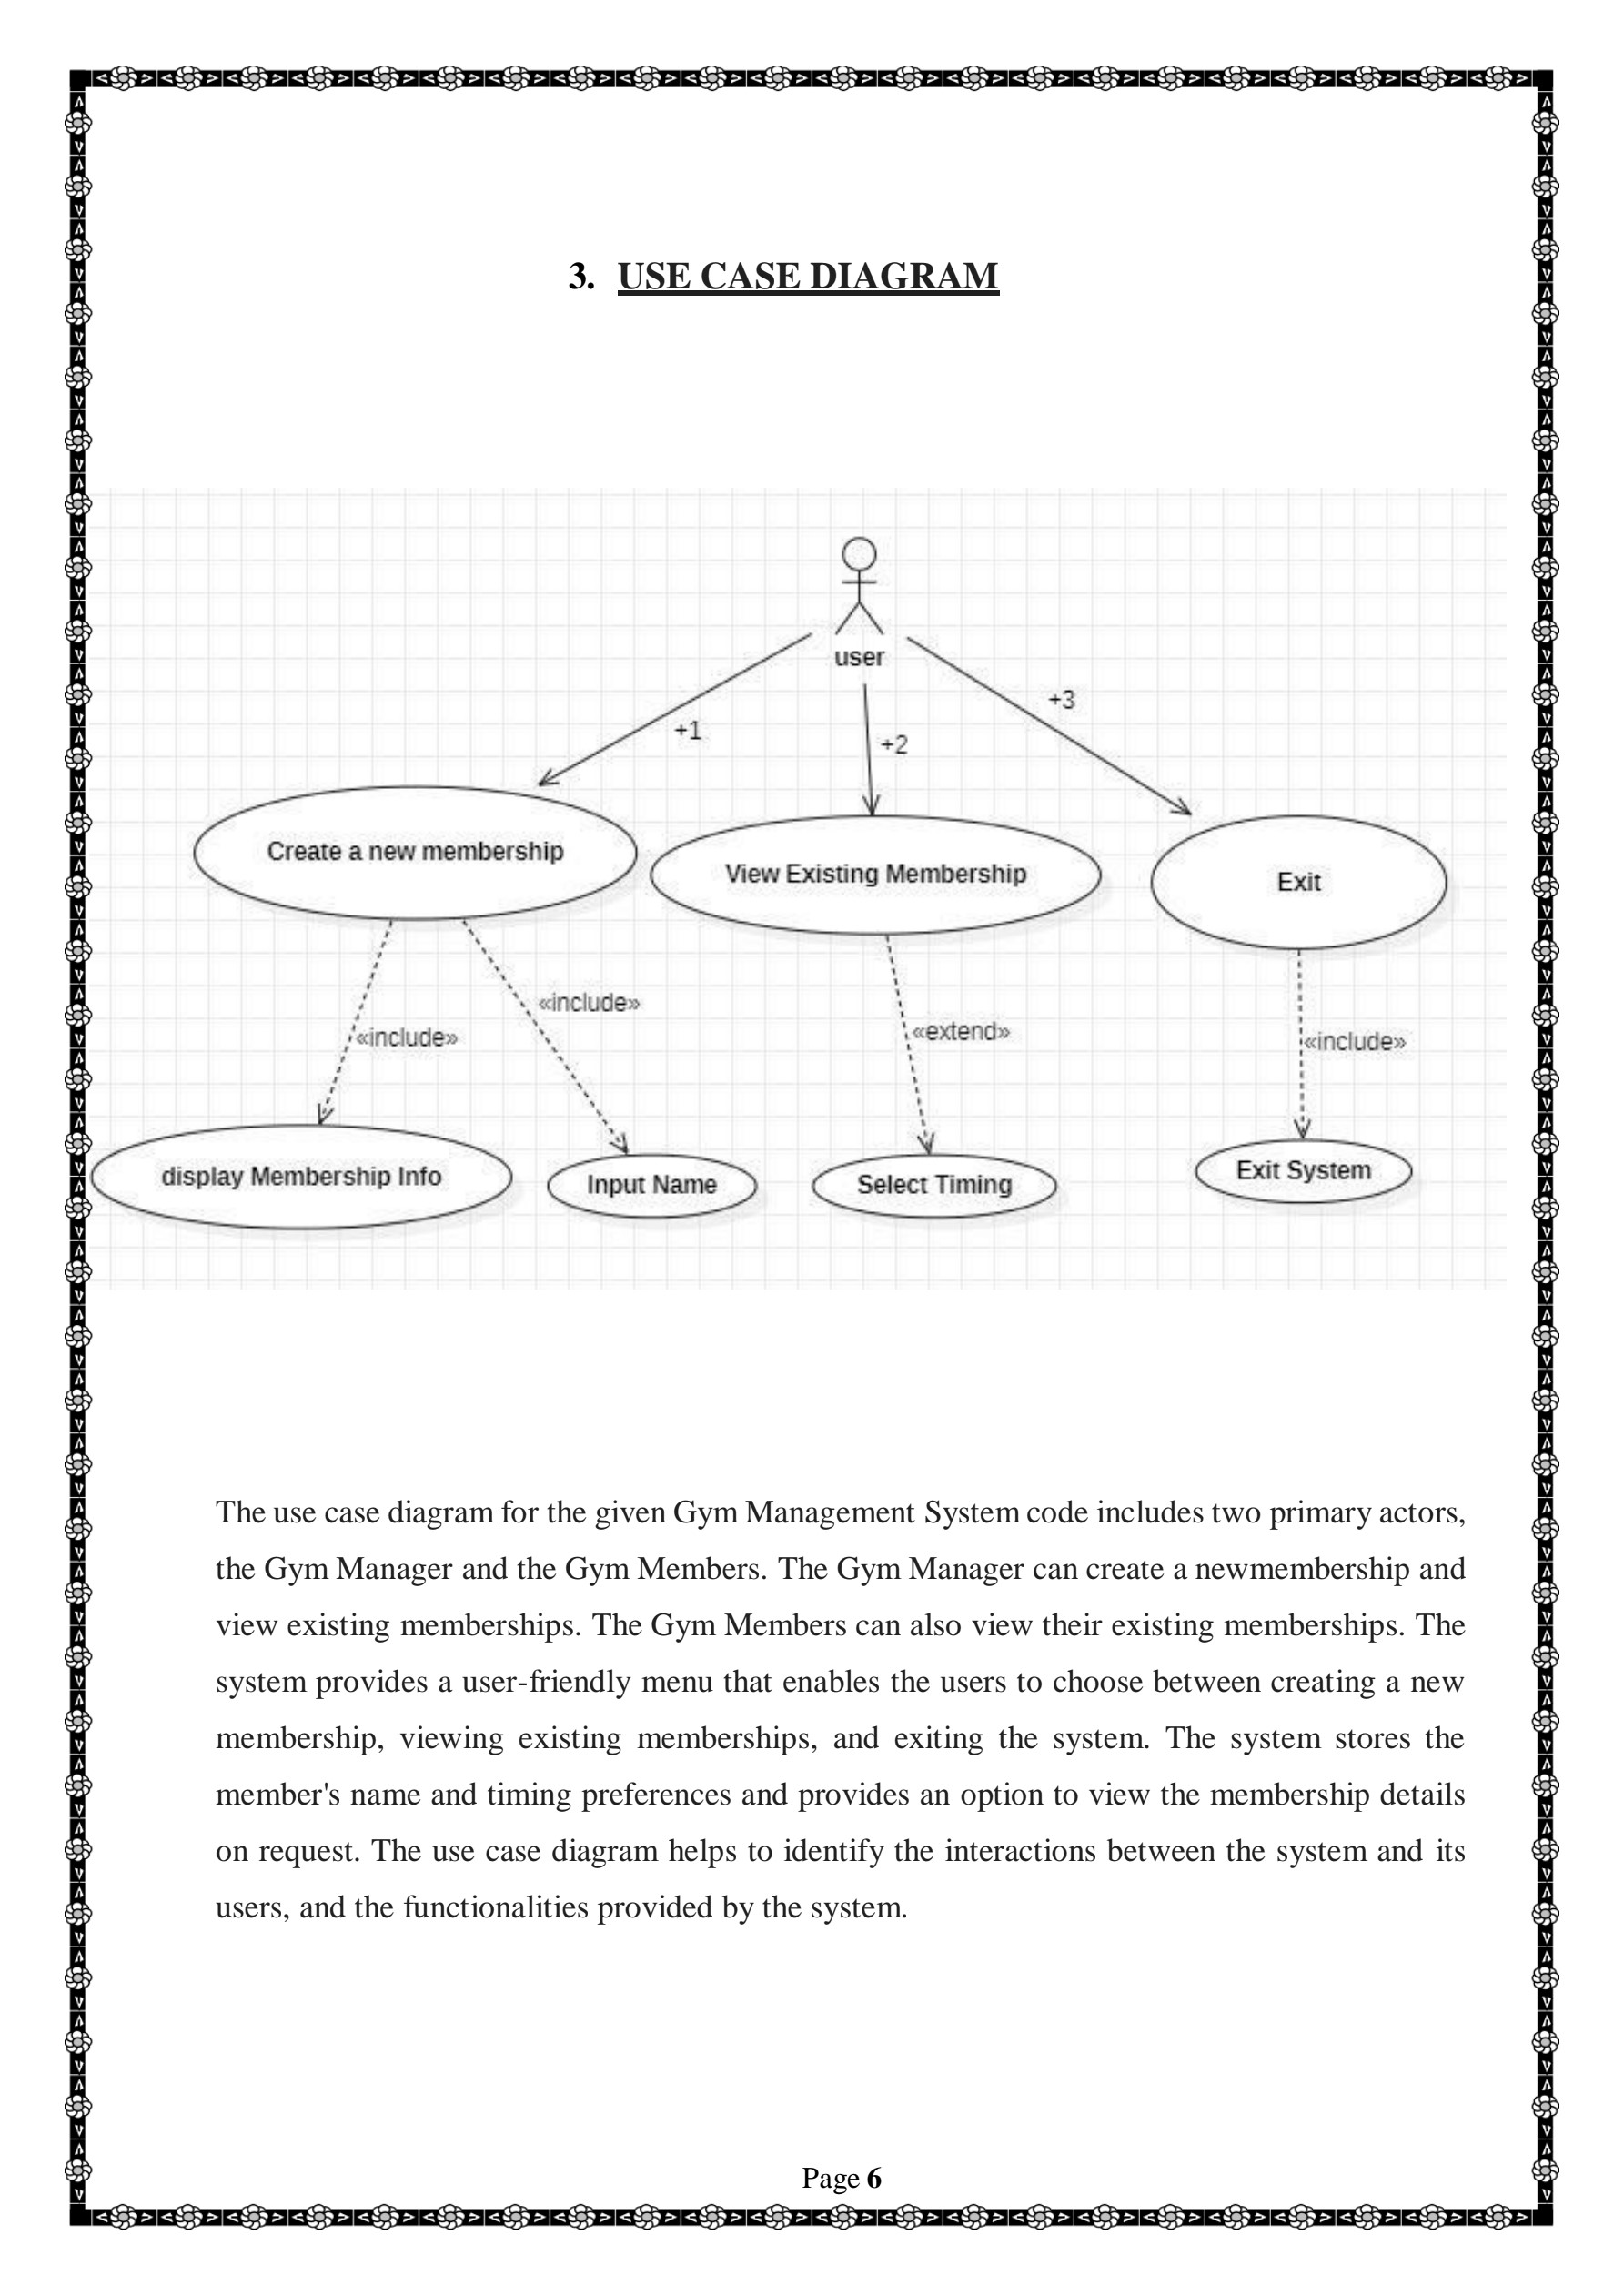 3. USE CASE DIAGRAM
user
+1
+2
+3
Create a new membership
View Existing Membership
Exit
«include»
«include»
«extend»
«include»
display Membership Info
Input Name
Select Timing
Exit System
The use case diagram for the given Gym Management System code includes two primary actors,
the Gym Manager and the Gym Members. The Gym Manager can create a newmembership and
view existing memberships. The Gym Members can also view their existing memberships. The
system provides a user-friendly menu that enables the users to choose between creating a new
membership, viewing existing memberships, and exiting the system. The system stores the
member's name and timing preferences and provides an option to view the membership details
on request. The use case diagram helps to identify the interactions between the system and its
users, and the functionalities provided by the system.
Page 6